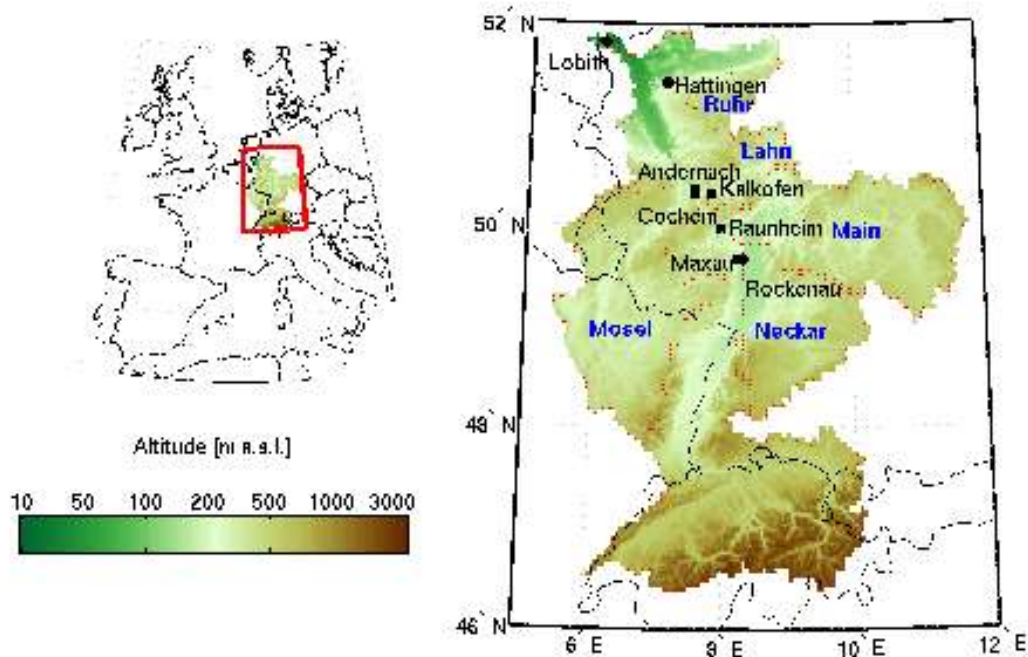 52° N
Lobith
Hattingen
Ruhr
Lahn
Andernach
Kalkofen
50° N
Cochem
Raunheim
Main
Maxau
Rockenau
Mosel
Neckar
48° N
Altitude [m a.s.l.]
10 50 100 200 500 1000 3000
46° N
6° E 8° E 10° E 12° E